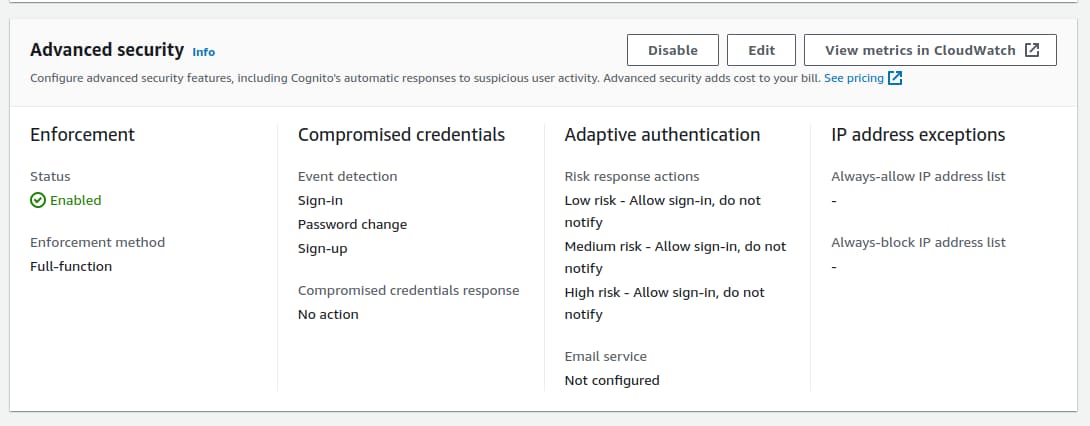 Advanced security Info
Disable
Edit
View metrics in CloudWatch
Configure advanced security features, including Cognito's automatic responses to suspicious user activity. Advanced security adds cost to your bill. See pricing
Enforcement
Status
Enabled
Enforcement method
Full-function
Compromised credentials
Event detection
Sign-in
Password change
Sign-up
Compromised credentials response
No action
Adaptive authentication
Risk response actions
Low risk - Allow sign-in, do not
notify
Medium risk - Allow sign-in, do not
notify
High risk - Allow sign-in, do not
notify
Email service
Not configured
IP address exceptions
Always-allow IP address list
-
Always-block IP address list
-